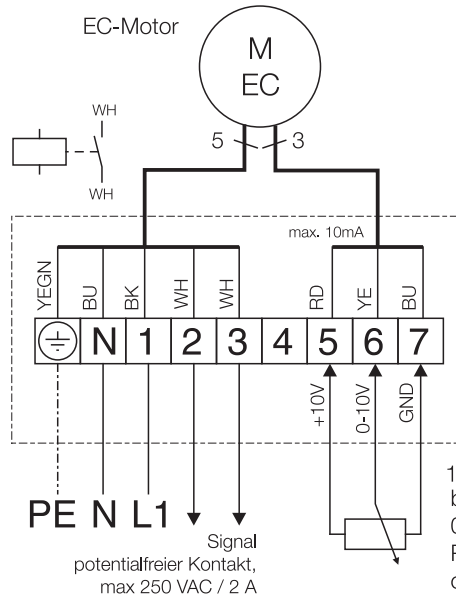 EC-Motor
M
EC
5
3
WH
WH
max. 10mA
YEGN
BU
BK
WH
WH
RD
YE
BU
N 1 2 3 4 5 6 7
+10V
0-10V
GND
PE N L1
Signal
potentialfreier Kontakt,
max 250 VAC / 2 A